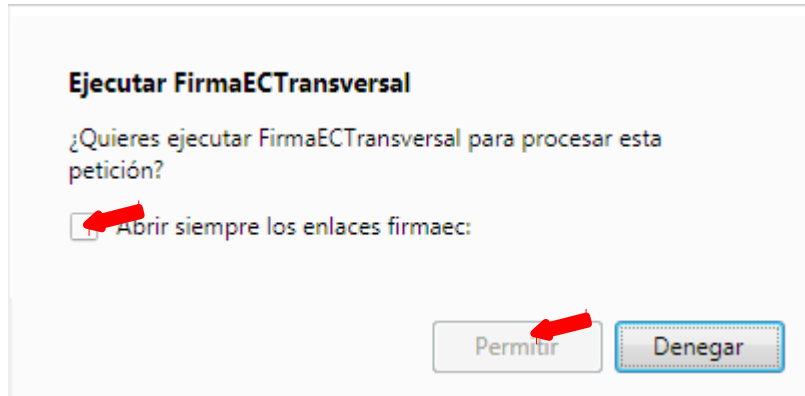 Ejecutar FirmaECTransversal
¿Quieres ejecutar FirmaECTransversal para procesar esta
petición?
Abrir siempre los enlaces firmaec:
Permitir
Denegar